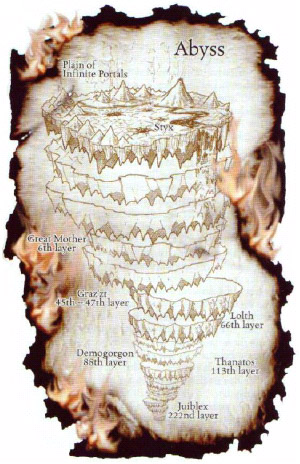 Abyss
Plain of
Infinite Portals
Styx
Great Mother
6th layer
Graz'zt
45th - 47th layer
Lolth
66th layer
Demogorgon
88th layer
Thanatos
113th layer
Juiblex
222nd layer